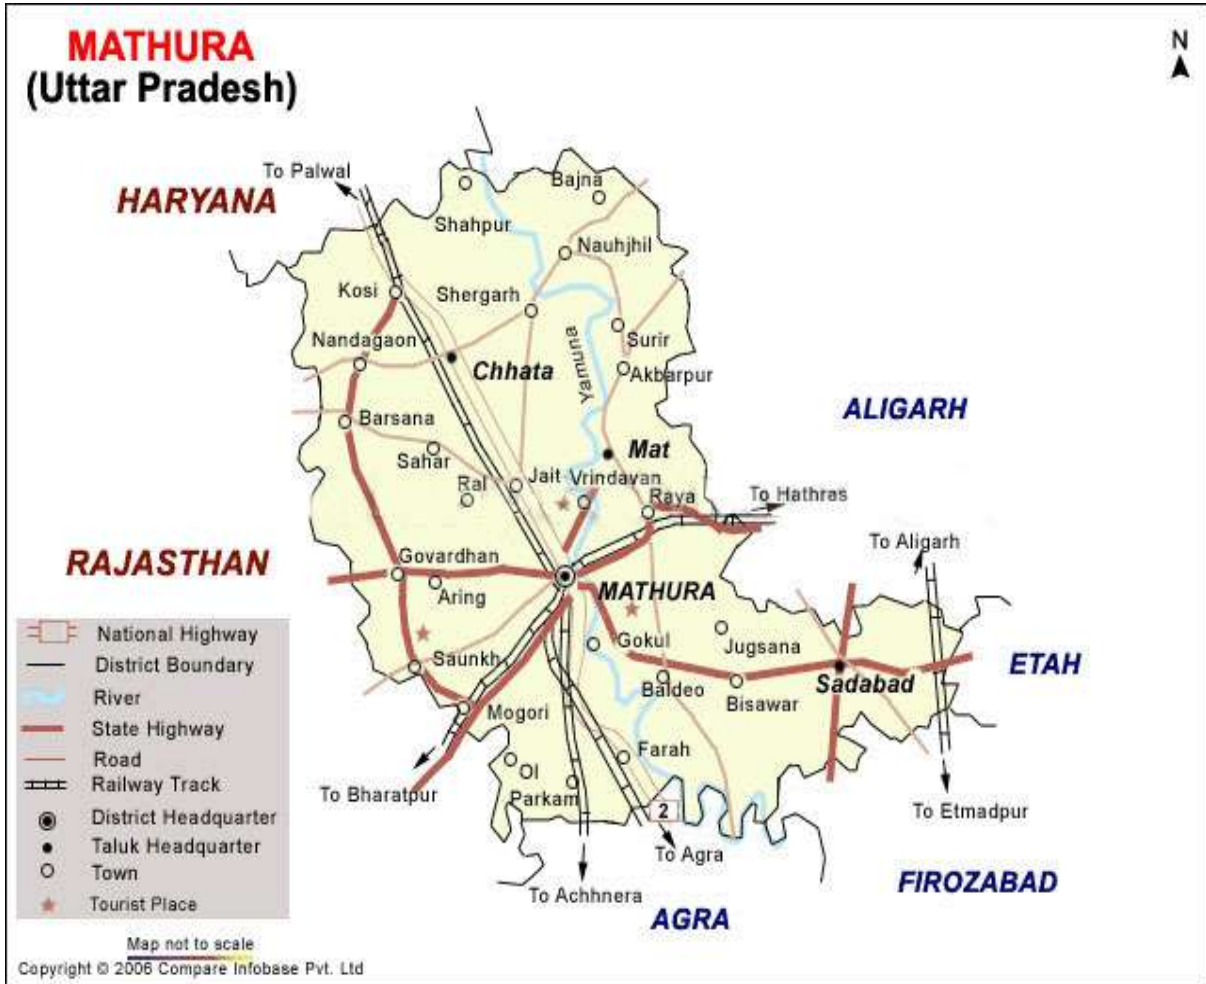 MATHURA
(Uttar Pradesh)
N
To Palwal
HARYANA
Bajna
Shahpur
Nauhjhil
Kosi
Shergarh
Nandagaon
Surir
Yamuna
Chhata
Akbarpur
ALIGARH
Barsana
Mat
Sahar
Jait
Vrindavan
Ral
Raya
To Hathras
To Aligarh
RAJASTHAN
Govardhan
Aring
MATHURA
Gokul
Jugsana
ETAH
Saunkh
Baldeo
Sadabad
Bisawar
Mogori
Farah
Ol
Parkam
To Bharatpur
2
To Etmadpur
To Agra
To Achhnera
FIROZABAD
AGRA
National Highway
District Boundary
River
State Highway
Road
Railway Track
District Headquarter
Taluk Headquarter
Town
Tourist Place
Map not to scale
Copyright © 2006 Compare Infobase Pvt. Ltd